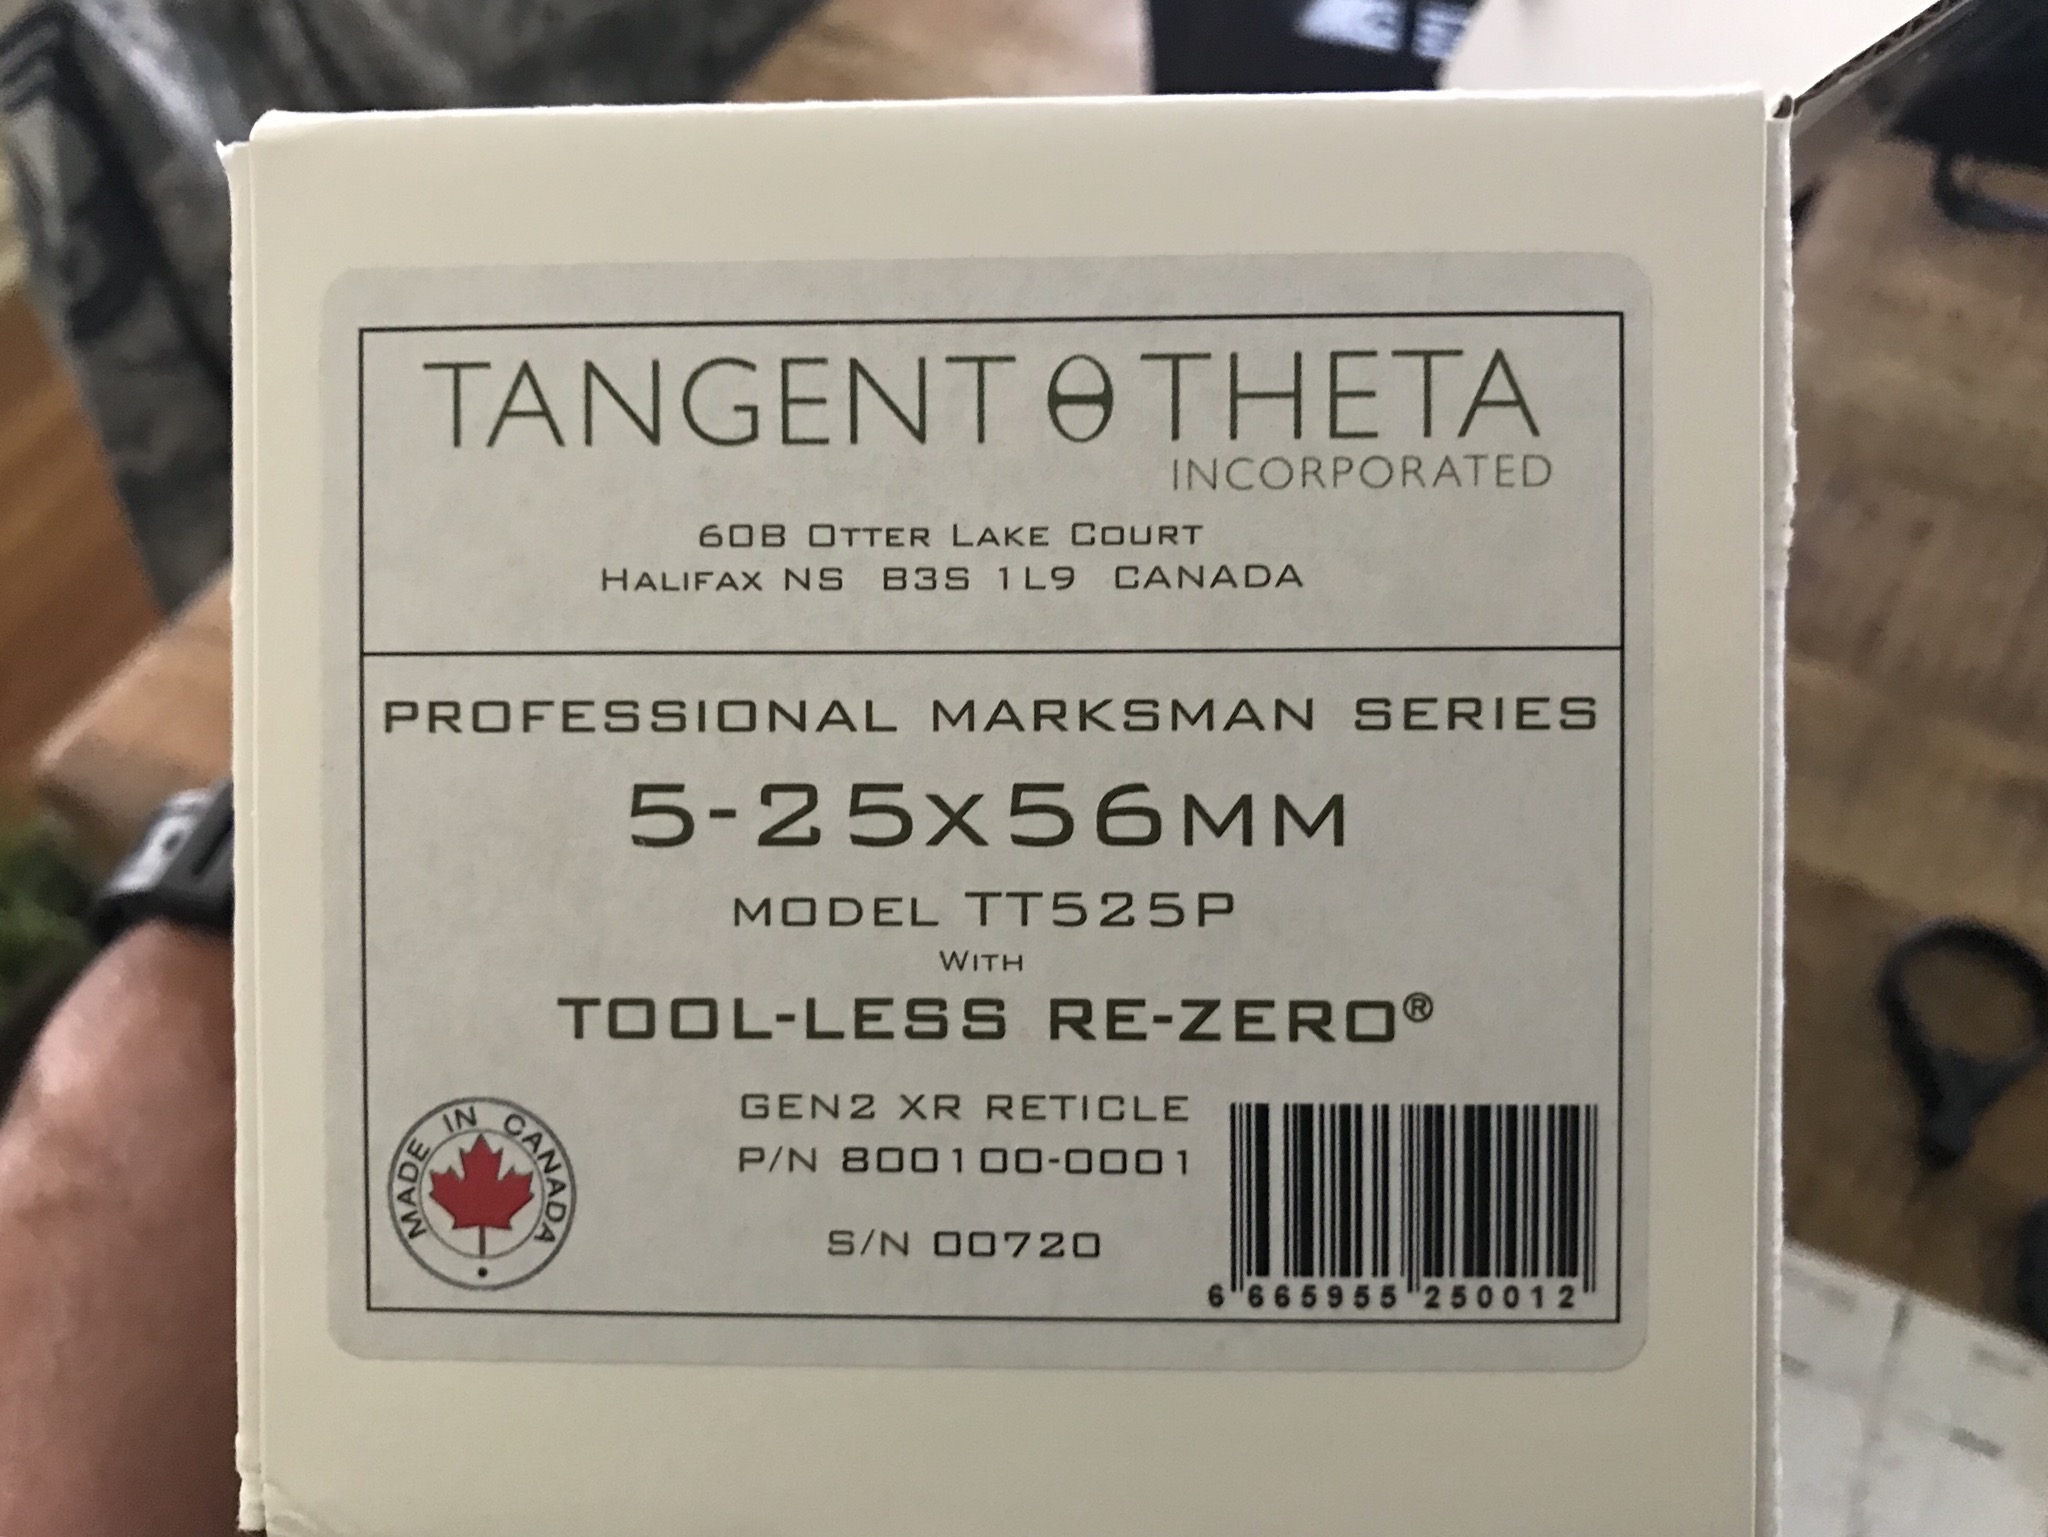 TANGENT θ THETA
INCORPORATED
60B OTTER LAKE COURT
HALIFAX NS B3S 1L9 CANADA
PROFESSIONAL MARKSMAN SERIES
5-25x56MM
MODEL TT525P
WITH
TOOL-LESS RE-ZERO®
GEN2 XR RETICLE
P/N 800100-0001
S/N 00720
MADE IN CANADA
6 665955 250012